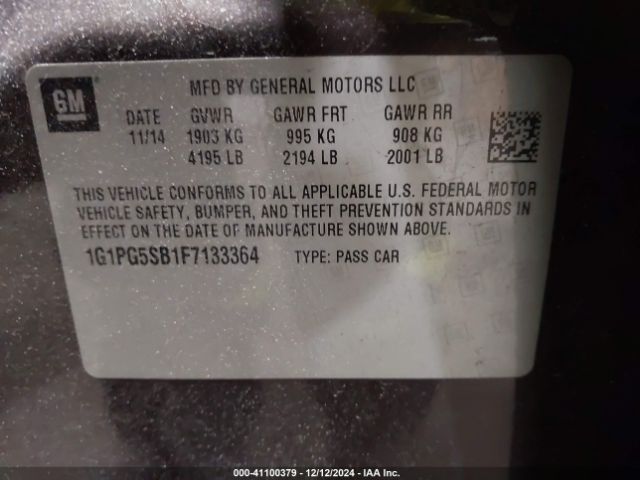 GM
MFD BY GENERAL MOTORS LLC
DATE GVWR GAWR FRT GAWR RR
11/14 1903 KG 995 KG 908 KG
4195 LB 2194 LB 2001 LB
THIS VEHICLE CONFORMS TO ALL APPLICABLE U.S. FEDERAL MOTOR
VEHICLE SAFETY, BUMPER, AND THEFT PREVENTION STANDARDS IN
EFFECT ON THE DATE OF MANUFACTURE SHOWN ABOVE.
1G1PG5SB1F7133364 TYPE: PASS CAR
000-41100379 - 12/12/2024 - IAA Inc.